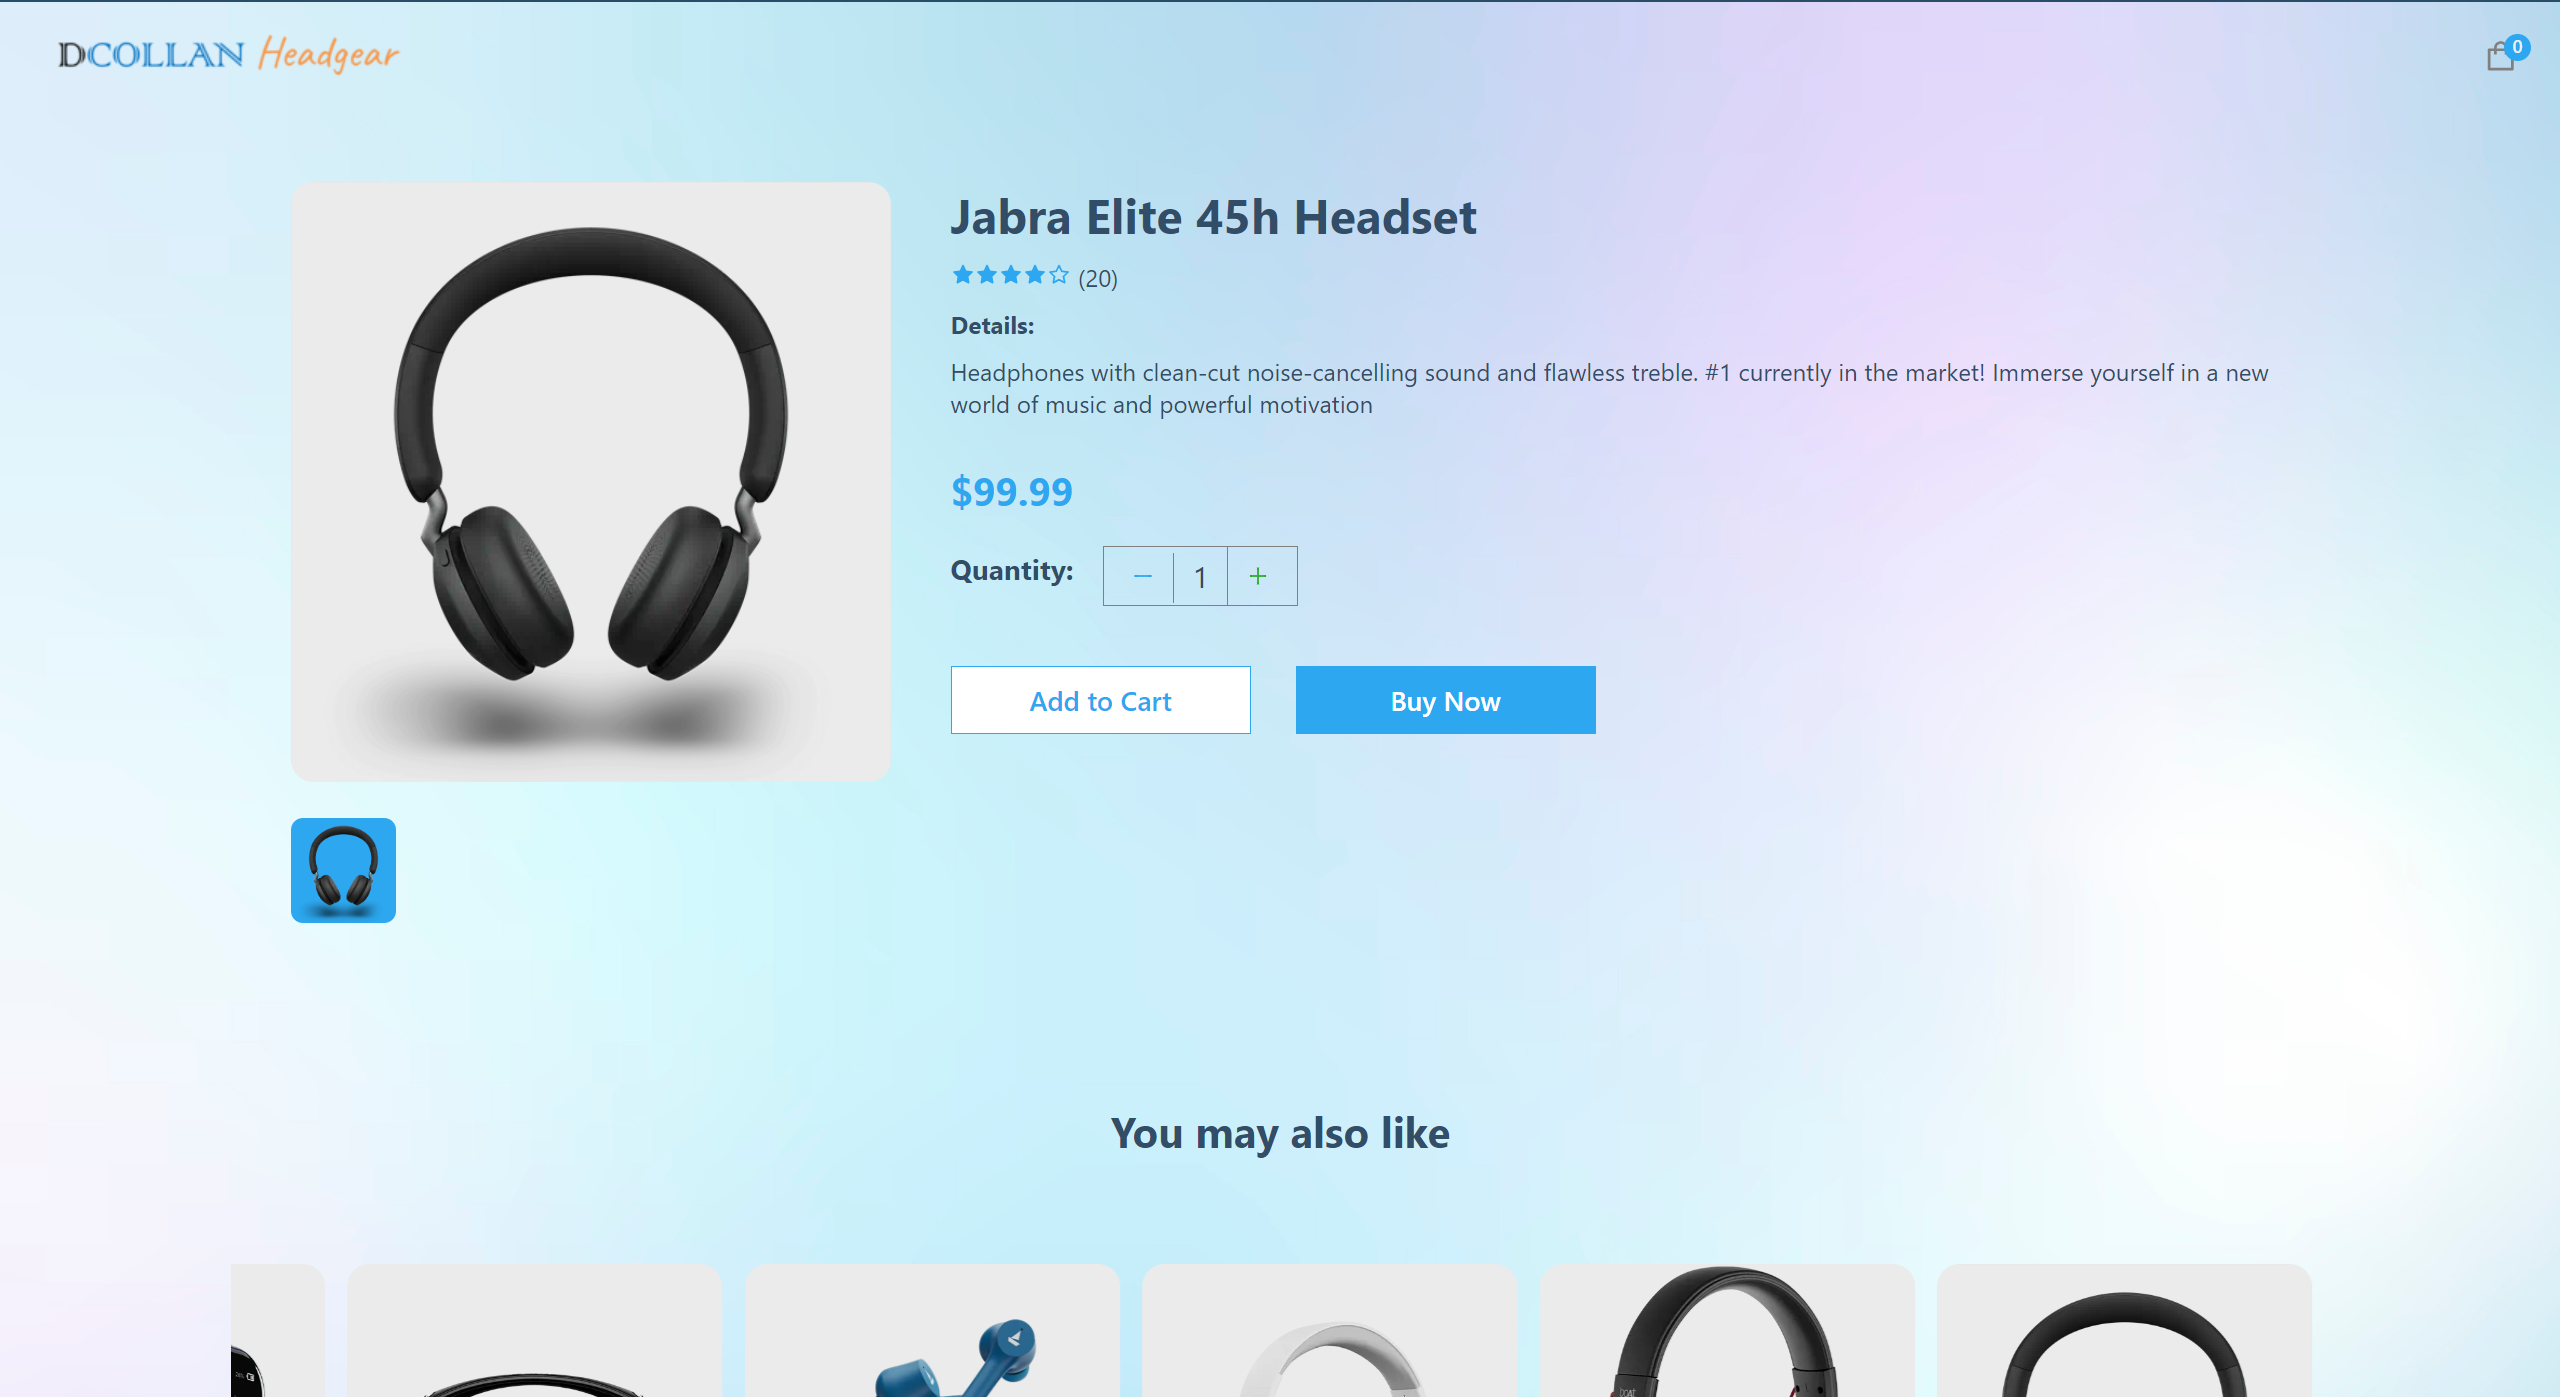 DCOLLAN Headgear
0
Jabra Elite 45h Headset
(20)
Details:
Headphones with clean-cut noise-cancelling sound and flawless treble. #1 currently in the market! Immerse yourself in a new
world of music and powerful motivation
$99.99
Quantity:
− 1 +
Add to Cart
Buy Now
You may also like
boAt